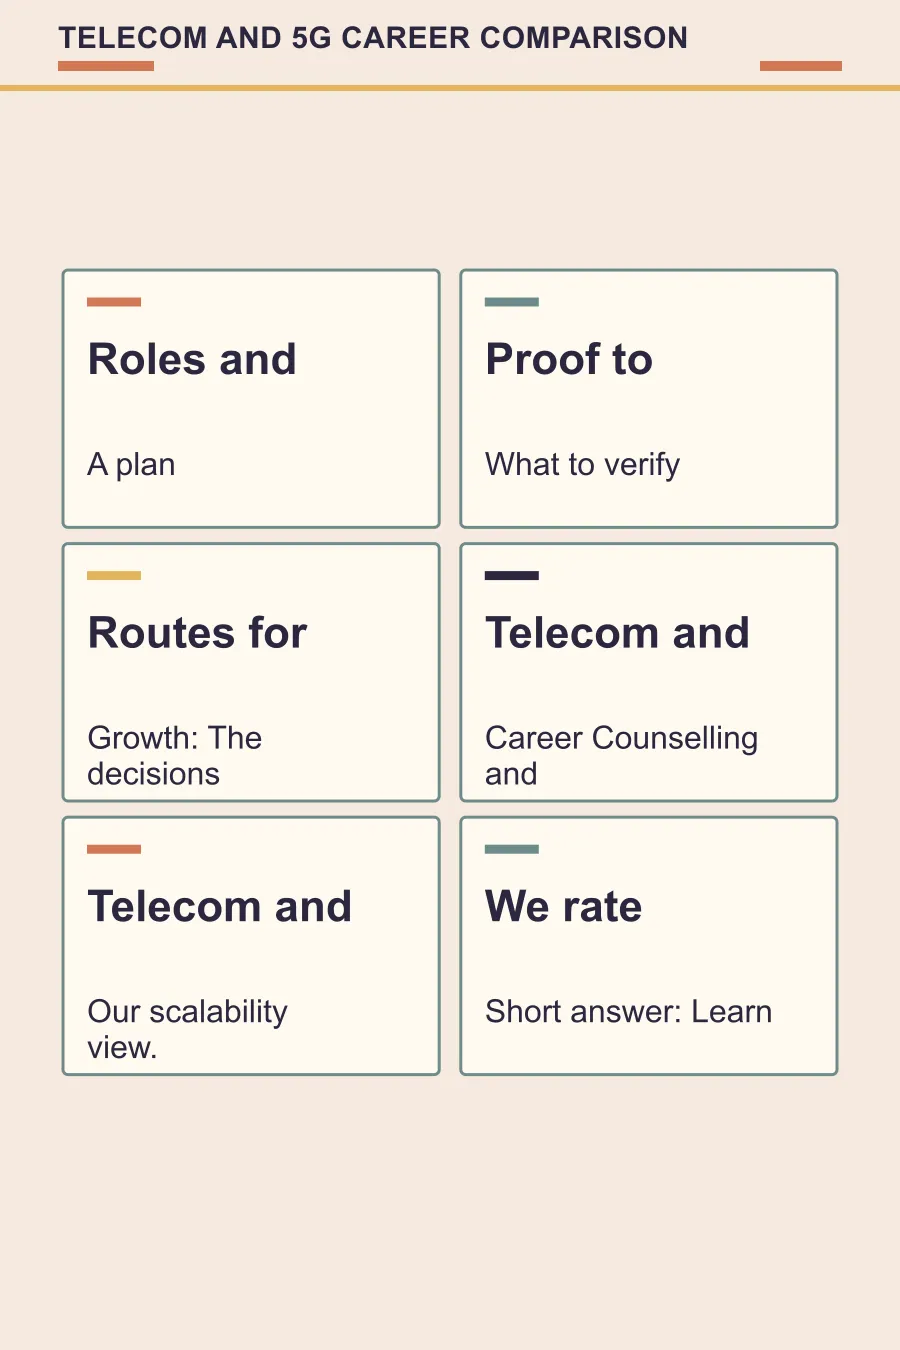 TELECOM AND 5G CAREER COMPARISON
Roles and
A plan
Proof to
What to verify
Routes for
Growth: The
decisions
Telecom and
Career Counselling
and
Telecom and
Our scalability
view.
We rate
Short answer: Learn